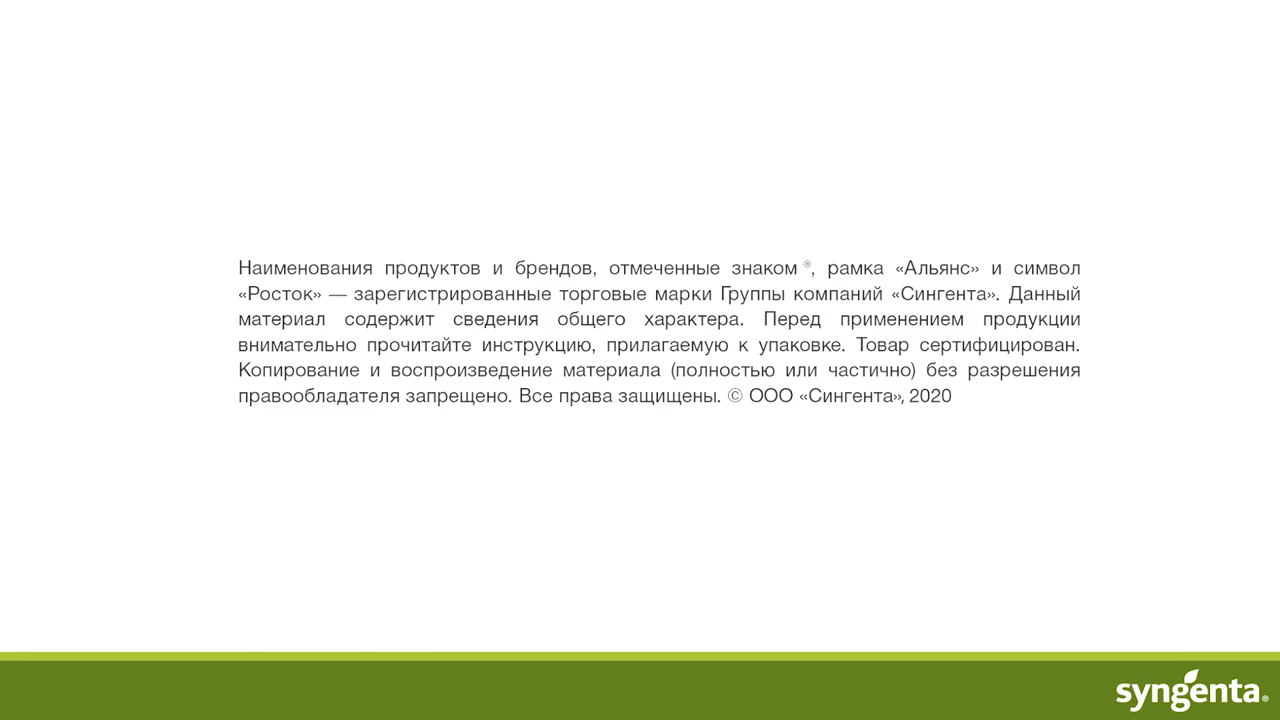 Наименования продуктов и брендов, отмеченные знаком ®, рамка «Альянс» и символ
«Росток» — зарегистрированные торговые марки Группы компаний «Сингента». Данный
материал содержит сведения общего характера. Перед применением продукции
внимательно прочитайте инструкцию, прилагаемую к упаковке. Товар сертифицирован.
Копирование и воспроизведение материала (полностью или частично) без разрешения
правообладателя запрещено. Все права защищены. © ООО «Сингента», 2020
syngenta®